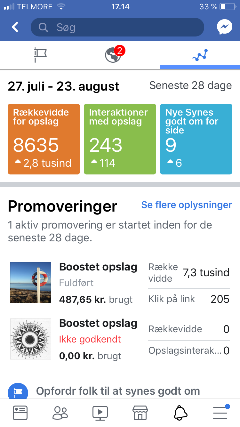 TELMORE
17.14
33 %
Søg
2
27. juli - 23. august
Seneste 28 dage
Rækkevidde for opslag
8635
2,8 tusind
Interaktioner med opslag
243
114
Nye Synes godt om for side
9
6
Promoveringer
Se flere oplysninger
1 aktiv promovering er startet inden for de
seneste 28 dage.
Boostet opslag
Fuldført
487,65 kr. brugt
Række
vidde
7,3 tusind
Klik på link
205
Boostet opslag
Ikke godkendt
0,00 kr. brugt
Rækkevidde
0
Opslagsinterak...
0
Opfordr folk til at synes godt om